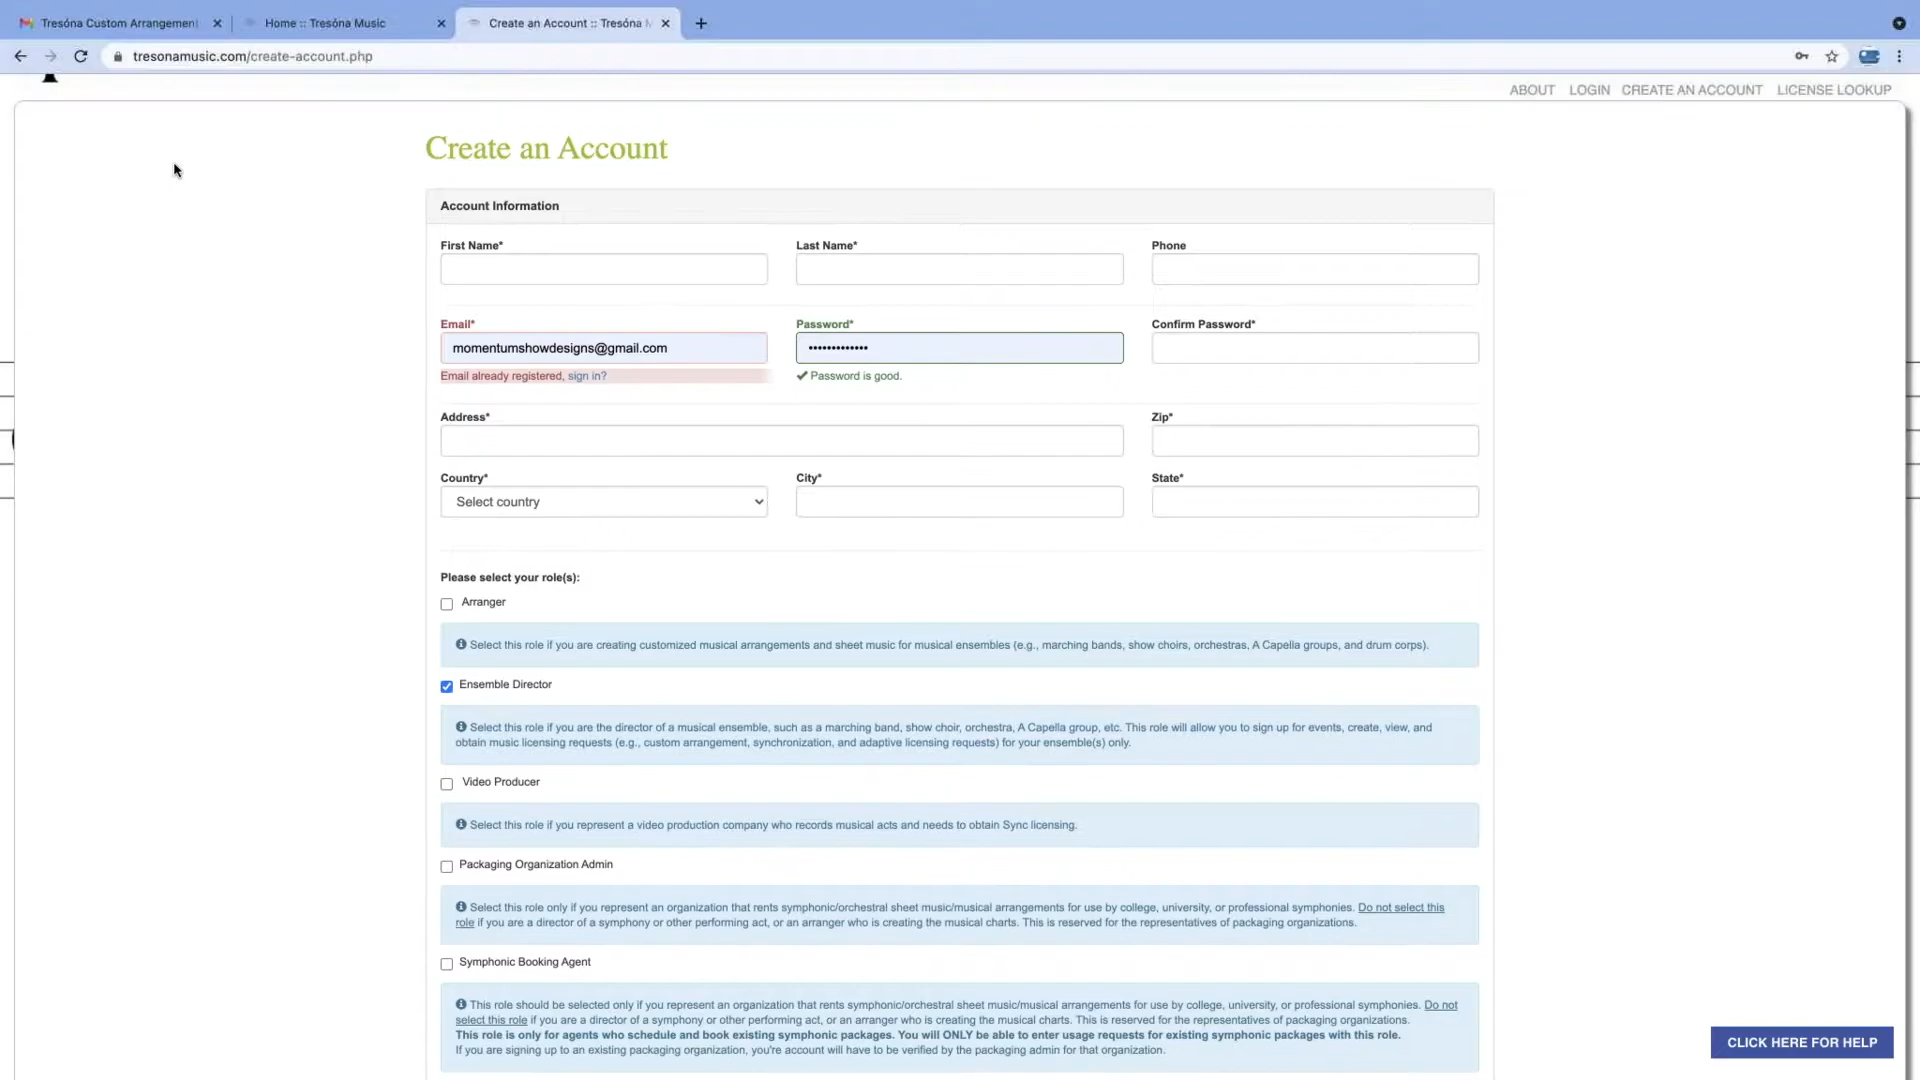 Tresóna Custom Arrangement
Home :: Tresóna Music
Create an Account :: Tresóna M
tresonamusic.com/create-account.php
ABOUT LOGIN CREATE AN ACCOUNT LICENSE LOOKUP
Create an Account
Account Information
First Name* Last Name* Phone
Email* Password* Confirm Password*
momentumshowdesigns@gmail.com •••••••••••••
Email already registered, sign in? Password is good.
Address* Zip*
Country* City* State*
Select country
Please select your role(s):
Arranger
Select this role if you are creating customized musical arrangements and sheet music for musical ensembles (e.g., marching bands, show choirs, orchestras, A Capella groups, and drum corps).
Ensemble Director
Select this role if you are the director of a musical ensemble, such as a marching band, show choir, orchestra, A Capella group, etc. This role will allow you to sign up for events, create, view, and
obtain music licensing requests (e.g., custom arrangement, synchronization, and adaptive licensing requests) for your ensemble(s) only.
Video Producer
Select this role if you represent a video production company who records musical acts and needs to obtain Sync licensing.
Packaging Organization Admin
Select this role only if you represent an organization that rents symphonic/orchestral sheet music/musical arrangements for use by college, university, or professional symphonies. Do not select this
role if you are a director of a symphony or other performing act, or an arranger who is creating the musical charts. This is reserved for the representatives of packaging organizations.
Symphonic Booking Agent
This role should be selected only if you represent an organization that rents symphonic/orchestral sheet music/musical arrangements for use by college, university, or professional symphonies. Do not
select this role if you are a director of a symphony or other performing act, or an arranger who is creating the musical charts. This is reserved for the representatives of packaging organizations.
This role is only for agents who schedule and book existing symphonic packages. You will ONLY be able to enter usage requests for existing symphonic packages with this role.
If you are signing up to an existing packaging organization, you're account will have to be verified by the packaging admin for that organization.
CLICK HERE FOR HELP